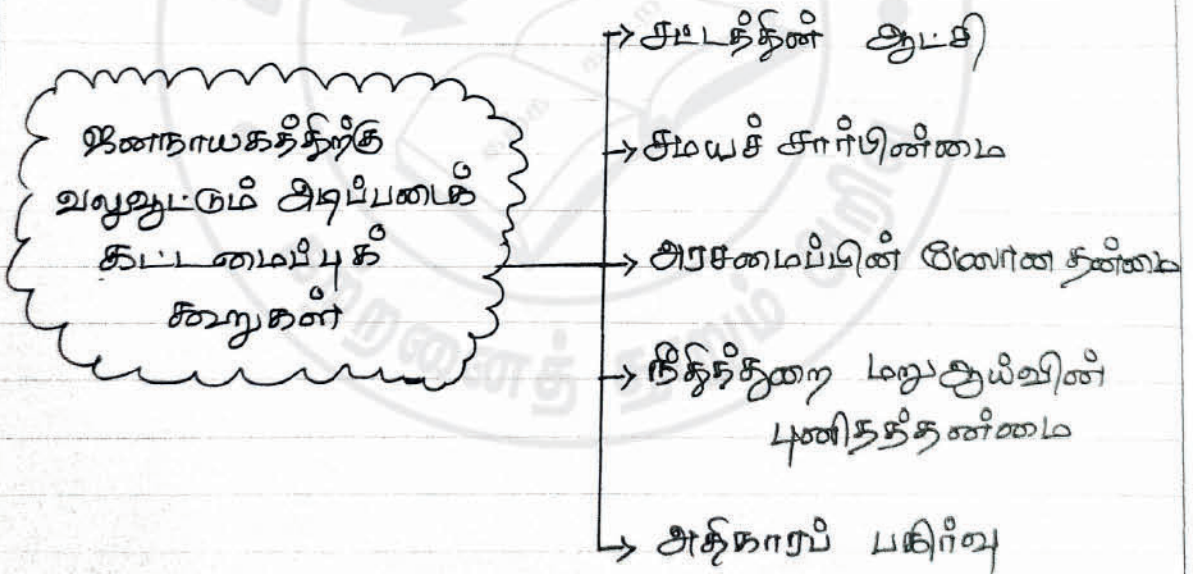 ஜனநாயகத்திற்கு
வலுவூட்டும் அடிப்படைக்
கட்டமைப்புக்
கூறுகள்
→ சட்டத்தின் ஆட்சி
→ சமயச் சார்பின்மை
→ அரசமைப்பின் மேலான தன்மை
→ நீதித்துறை மறுஆய்வின்
புனிதத்தன்மை
→ அதிகாரப் பகிர்வு